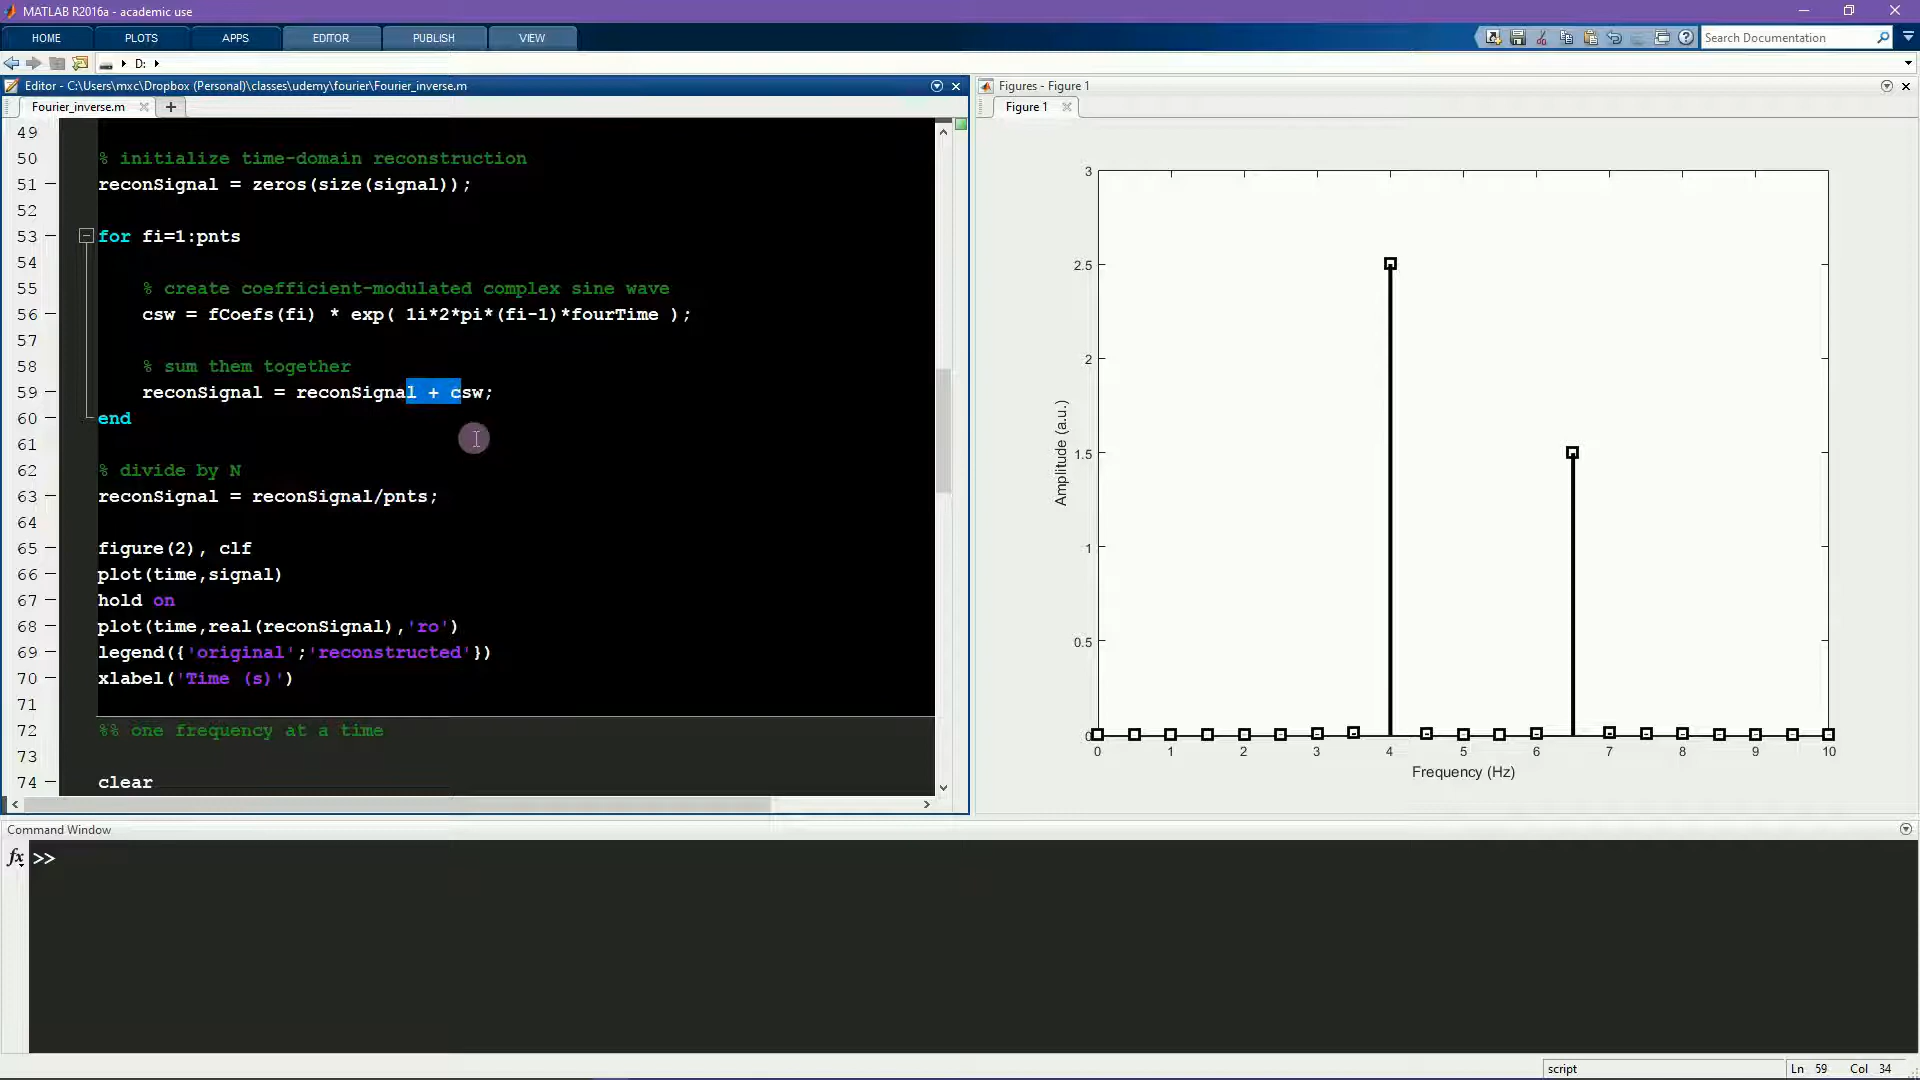 MATLAB R2016a - academic use
HOME PLOTS APPS EDITOR PUBLISH VIEW Search Documentation
D:
Editor - C:\Users\mxc\Dropbox (Personal)\classes\udemy\fourier\Fourier_inverse.m
Fourier_inverse.m
49
50 % initialize time-domain reconstruction
51 reconSignal = zeros(size(signal));
52
53 for fi=1:pnts
54
55 % create coefficient-modulated complex sine wave
56 csw = fCoefs(fi) * exp( 1i*2*pi*(fi-1)*fourTime );
57
58 % sum them together
59 reconSignal = reconSignal + csw;
60 end
61
62 % divide by N
63 reconSignal = reconSignal/pnts;
64
65 figure(2), clf
66 plot(time,signal)
67 hold on
68 plot(time,real(reconSignal),'ro')
69 legend({'original';'reconstructed'})
70 xlabel('Time (s)')
71
72 %% one frequency at a time
73
74 clear
Figures - Figure 1
Figure 1
3
2.5
2
1.5
1
0.5
0
Amplitude (a.u.)
0 1 2 3 4 5 6 7 8 9 10
Frequency (Hz)
Command Window
fx >>
script Ln 59 Col 34